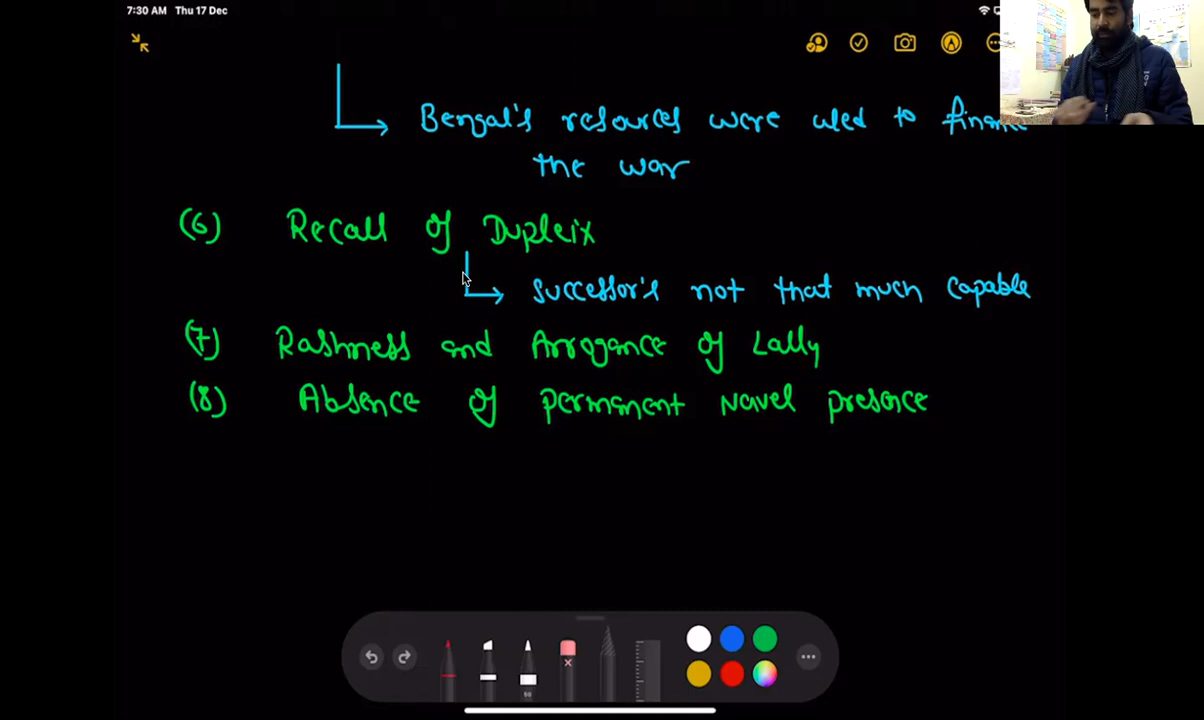 7:30 AM Thu 17 Dec
Bengal's resources were used to finance
the war
(6) Recall of Dupleix
successor's not that much capable
(7) Rashness and Arrogance of Lally
(8) Absence of permanent Navel presence
50